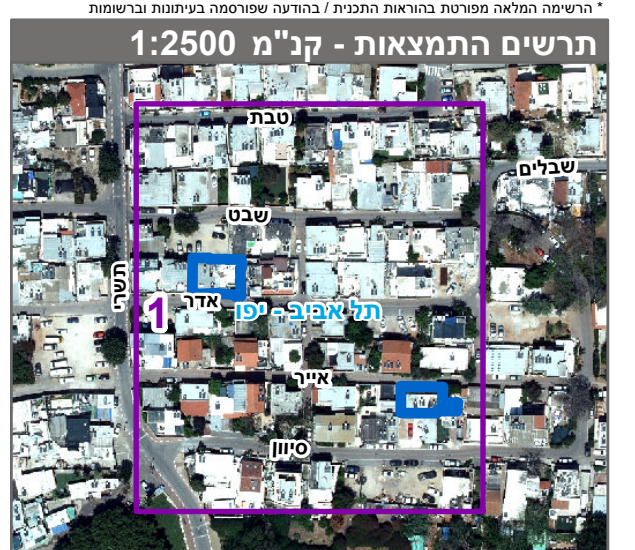 * הרשימה המלאה מפורטת בהוראות התכנית / בהודעה שפורסמה בעיתונות וברשומות
תרשים התמצאות - קנ"מ 1:2500
טבת
שבלים
שבט
תשרי
אדר
1
תל אביב - יפו
אייר
סיוון